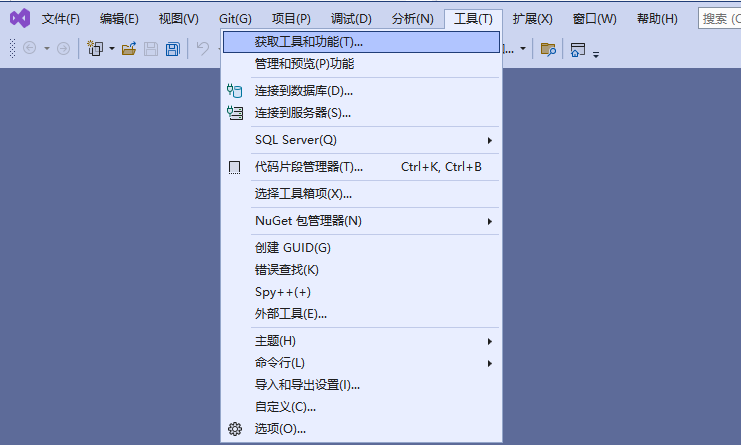 文件(F) 编辑(E) 视图(V) Git(G) 项目(P) 调试(D) 分析(N) 工具(T) 扩展(X) 窗口(W) 帮助(H) 搜索 (C
获取工具和功能(T)...
管理和预览(P)功能
连接到数据库(D)...
连接到服务器(S)...
SQL Server(Q)
代码片段管理器(T)... Ctrl+K, Ctrl+B
选择工具箱项(X)...
NuGet 包管理器(N)
创建 GUID(G)
错误查找(K)
Spy++(+)
外部工具(E)...
主题(H)
命令行(L)
导入和导出设置(I)...
自定义(C)...
选项(O)...